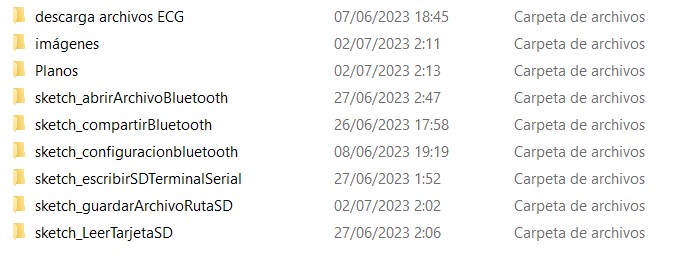 descarga archivos ECG 07/06/2023 18:45 Carpeta de archivos
imágenes 02/07/2023 2:11 Carpeta de archivos
Planos 02/07/2023 2:13 Carpeta de archivos
sketch_abrirArchivoBluetooth 27/06/2023 2:47 Carpeta de archivos
sketch_compartirBluetooth 26/06/2023 17:58 Carpeta de archivos
sketch_configuracionbluetooth 08/06/2023 19:19 Carpeta de archivos
sketch_escribirSDTerminalSerial 27/06/2023 1:52 Carpeta de archivos
sketch_guardarArchivoRutaSD 02/07/2023 2:02 Carpeta de archivos
sketch_LeerTarjetaSD 27/06/2023 2:06 Carpeta de archivos